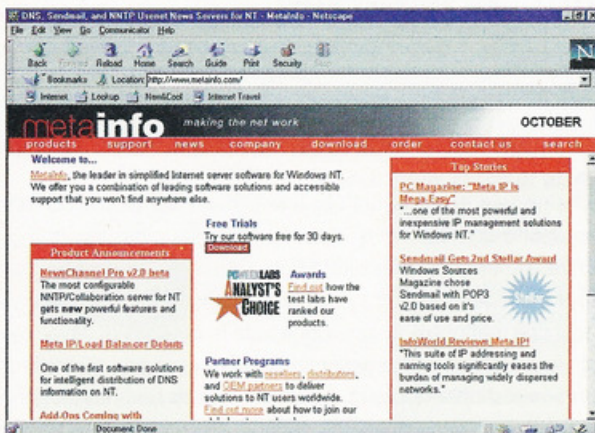 DNS, Sendmail, and NNTP Usenet News Servers for NT - MetaInfo - Netscape
File Edit View Go Communicator Help
Back Forward Reload Home Search Guide Print Security Stop
Bookmarks Location: http://www.metainfo.com/
Internet Lookup New&Cool Internet Travel
N
metainfo making the net work OCTOBER
products support news company download order contact us search
Welcome to...
MetaInfo, the leader in simplified Internet server software for Windows NT.
We offer you a combination of leading software solutions and accessible
support that you won't find anywhere else.
Product Announcements
NewsChannel Pro v2.0 beta
The most configurable
NNTP/Collaboration server for NT
gets new powerful features and
functionality.
Meta IP/Load Balancer Debuts
One of the first software solutions
for intelligent distribution of DNS
information on NT.
Add-Ons Coming with
Free Trials
Try our software free for 30 days.
Download
PC WEEK LABS
ANALYST'S
CHOICE
Awards
Find out how the
test labs have
ranked our
products.
Partner Programs
We work with resellers, distributors,
and OEM partners to deliver
solutions to NT users worldwide.
Find out more about how to join our
Top Stories
PC Magazine: "Meta IP is
Mega-Easy"
"...one of the most powerful and
inexpensive IP management solutions
for Windows NT."
Sendmail Gets 2nd Stellar Award
Windows Sources
Magazine chose
Sendmail with POP3
v2.0 based on it's
ease of use and price.
Stellar
InfoWorld Reviews Meta IP!
"This suite of IP addressing and
naming tools significantly eases the
burden of managing widely dispersed
networks."
Document: Done